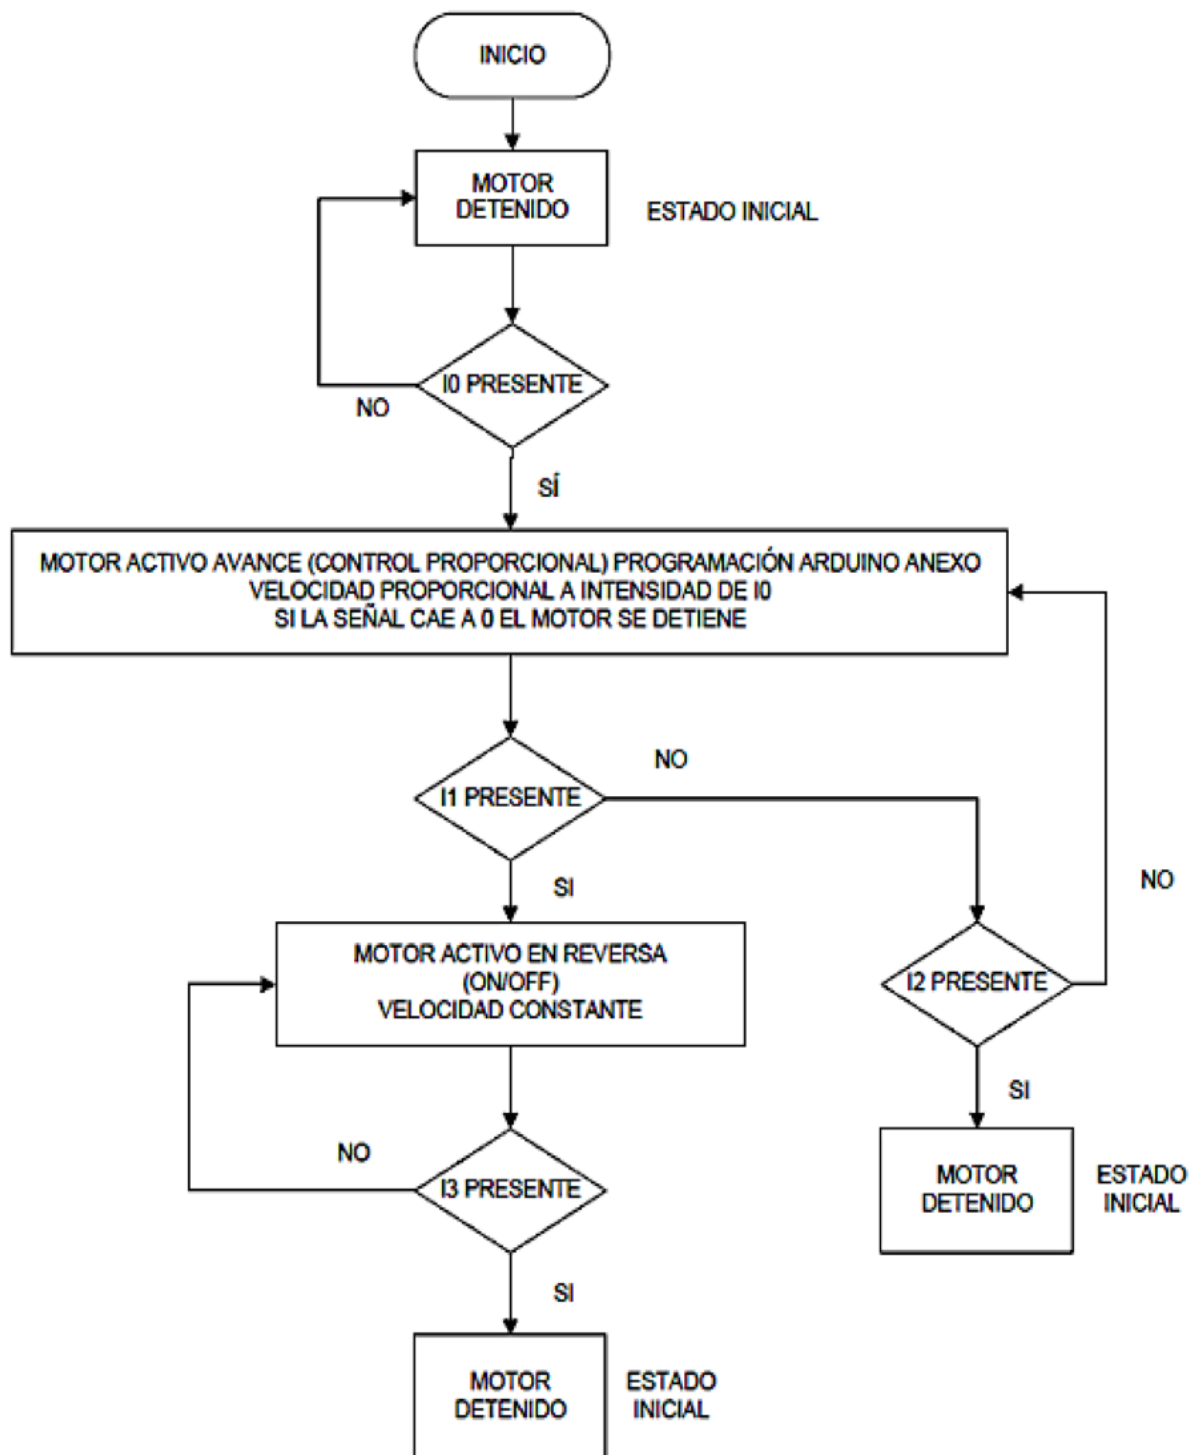 INICIO
MOTOR
DETENIDO
ESTADO INICIAL
I0 PRESENTE
NO
SÍ
MOTOR ACTIVO AVANCE (CONTROL PROPORCIONAL) PROGRAMACIÓN ARDUINO ANEXO
VELOCIDAD PROPORCIONAL A INTENSIDAD DE I0
SI LA SEÑAL CAE A 0 EL MOTOR SE DETIENE
NO
I1 PRESENTE
SI
NO
MOTOR ACTIVO EN REVERSA
(ON/OFF)
VELOCIDAD CONSTANTE
I2 PRESENTE
SI
NO
I3 PRESENTE
MOTOR
DETENIDO
ESTADO
INICIAL
SI
MOTOR
DETENIDO
ESTADO
INICIAL